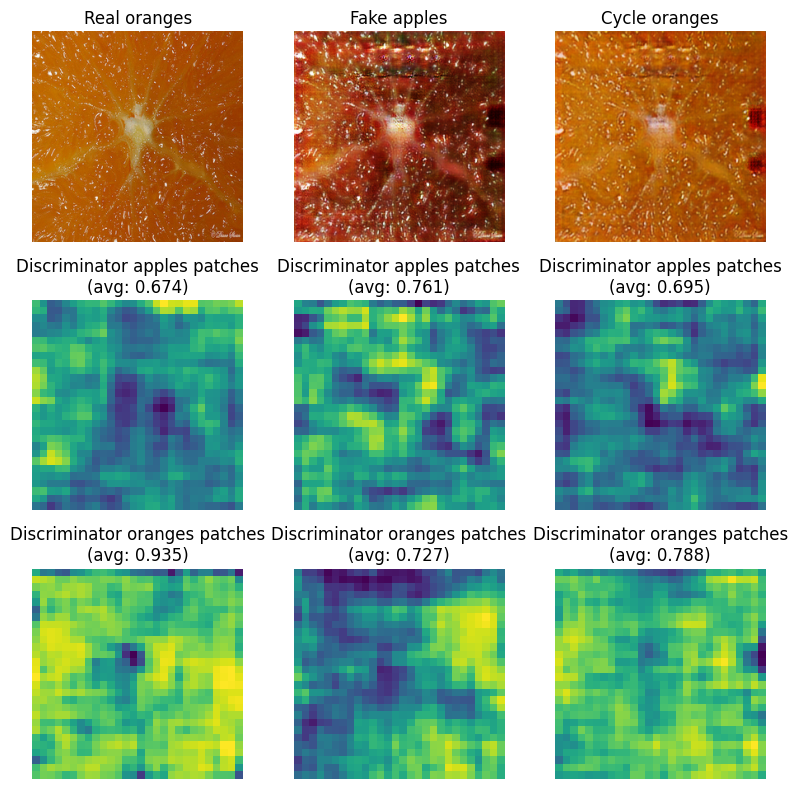 Real oranges
Fake apples
Cycle oranges
Discriminator apples patches
(avg: 0.674)
Discriminator apples patches
(avg: 0.761)
Discriminator apples patches
(avg: 0.695)
Discriminator oranges patches
(avg: 0.935)
Discriminator oranges patches
(avg: 0.727)
Discriminator oranges patches
(avg: 0.788)